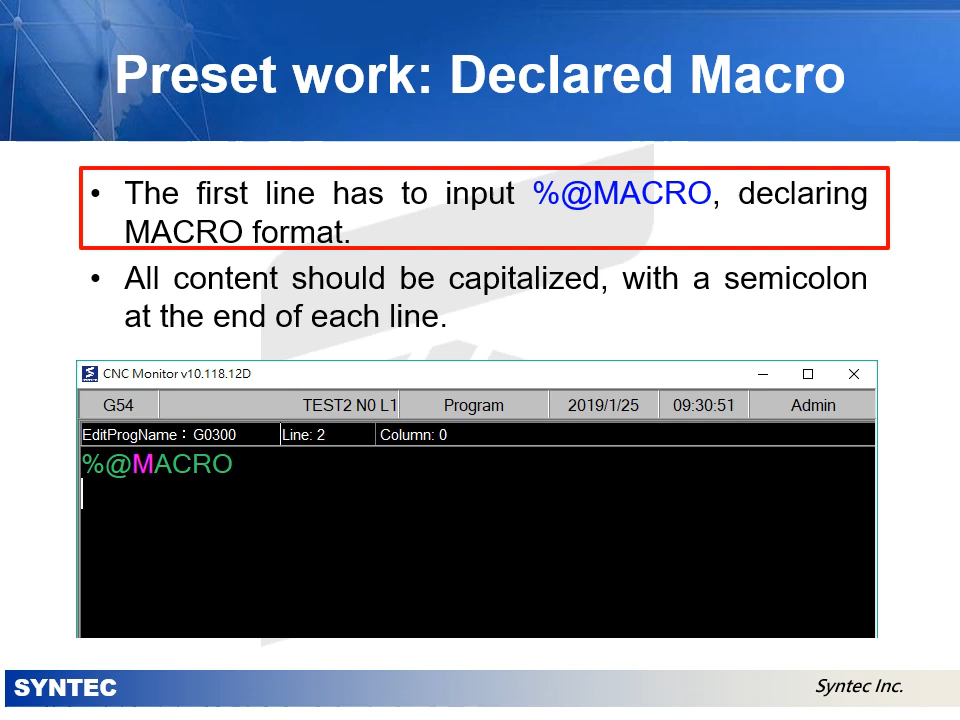 Preset work: Declared Macro
• The first line has to input %@MACRO, declaring
MACRO format.
• All content should be capitalized, with a semicolon
at the end of each line.
CNC Monitor v10.118.12D
G54 TEST2 N0 L1 Program 2019/1/25 09:30:51 Admin
EditProgName：G0300 Line: 2 Column: 0
%@MACRO
SYNTEC Syntec Inc.